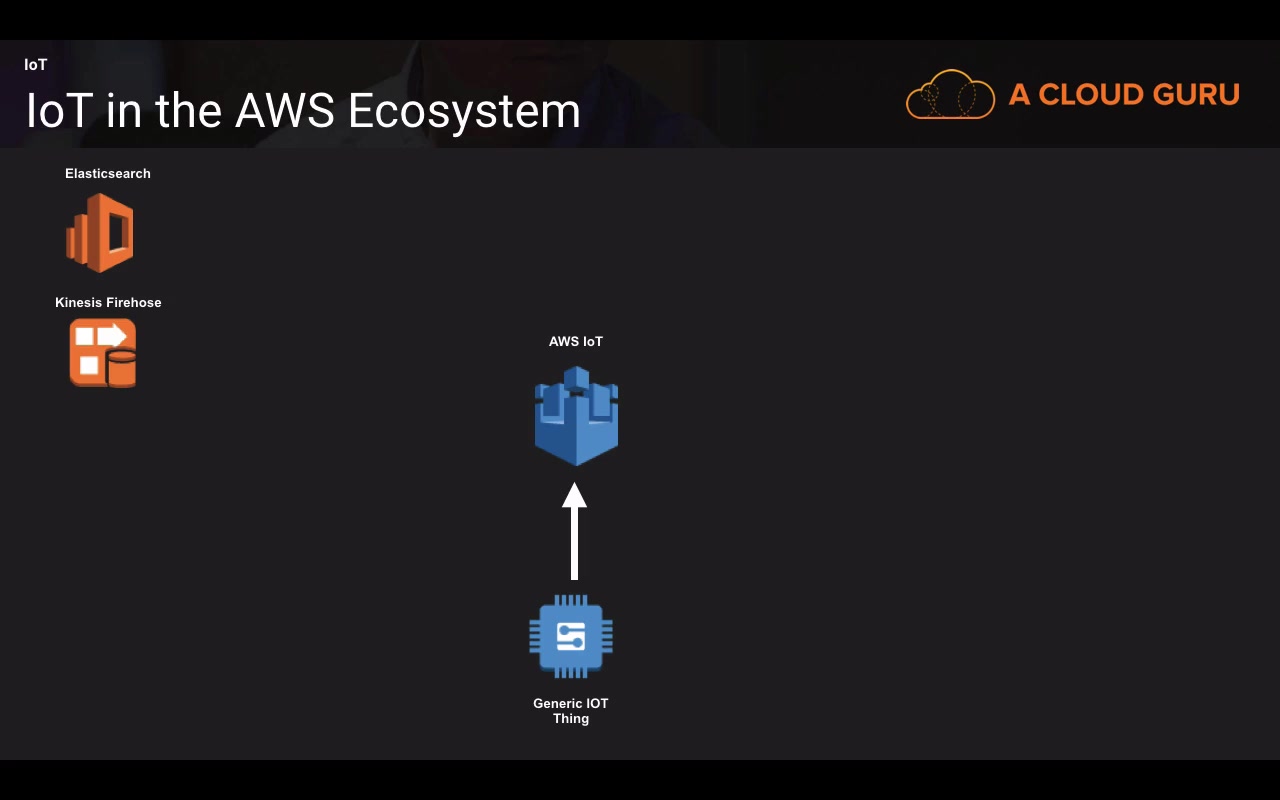 IoT
IoT in the AWS Ecosystem
A CLOUD GURU
Elasticsearch
Kinesis Firehose
AWS IoT
Generic IOT
Thing